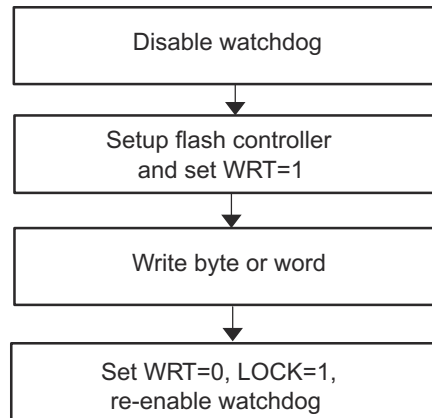 Disable watchdog
Setup flash controller
and set WRT=1
Write byte or word
Set WRT=0, LOCK=1,
re-enable watchdog